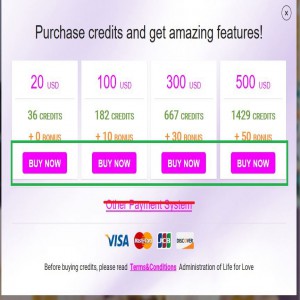 x
Purchase credits and get amazing features!
20 USD 100 USD 300 USD 500 USD
36 CREDITS 182 CREDITS 667 CREDITS 1429 CREDITS
+ 0 BONUS + 10 BONUS + 30 BONUS + 50 BONUS
BUY NOW BUY NOW BUY NOW BUY NOW
Other Payment System
VISA MasterCard JCB DISCOVER
Before buying credits, please read Terms&Conditions Administration of Life for Love